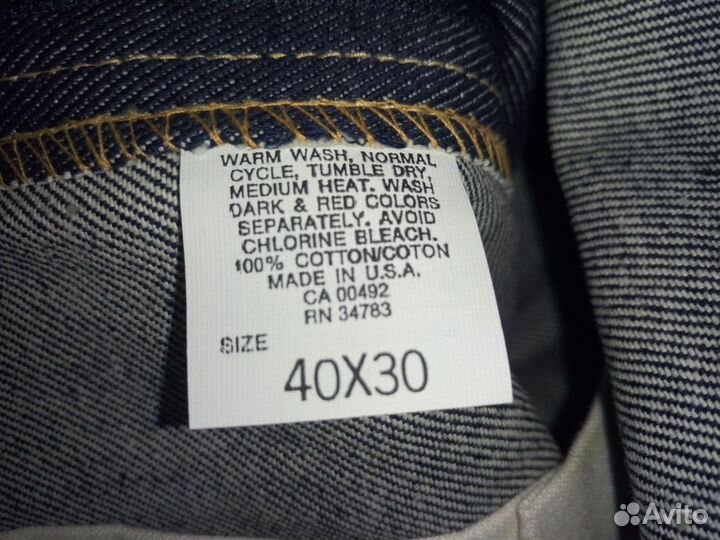 WARM WASH, NORMAL
CYCLE, TUMBLE DRY,
MEDIUM HEAT. WASH
DARK & RED COLORS
SEPARATELY. AVOID
CHLORINE BLEACH.
100% COTTON/COTON
MADE IN U.S.A.
CA 00492
RN 34783
SIZE
40X30
Avito